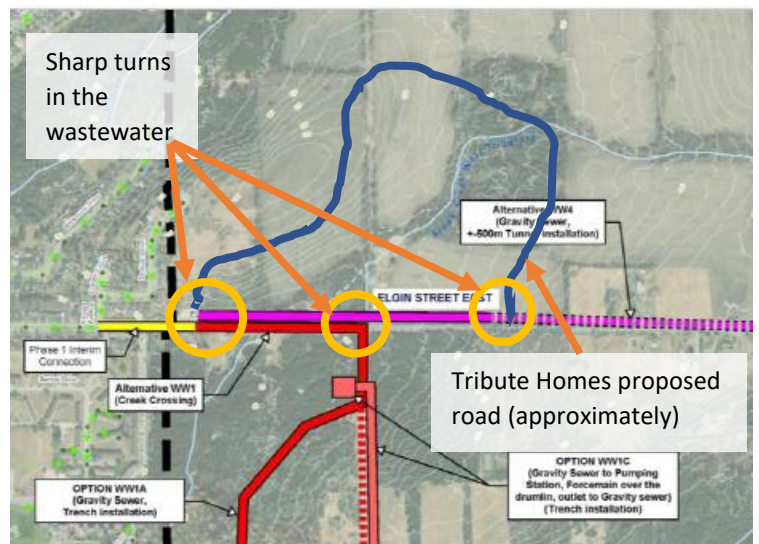 Sharp turns
in the
wastewater
Alternative WW4
(Gravity Sewer,
+-500m Tunnel installation)
ELGIN STREET EAST
Phase 1 Interim
Connection
Alternative WW1
(Creek Crossing)
Tribute Homes proposed
road (approximately)
OPTION WW1A
(Gravity Sewer,
Trench installation)
OPTION WW1C
(Gravity Sewer to Pumping
Station, Forcemain over the
drumlin, outlet to Gravity sewer)
(Trench installation)